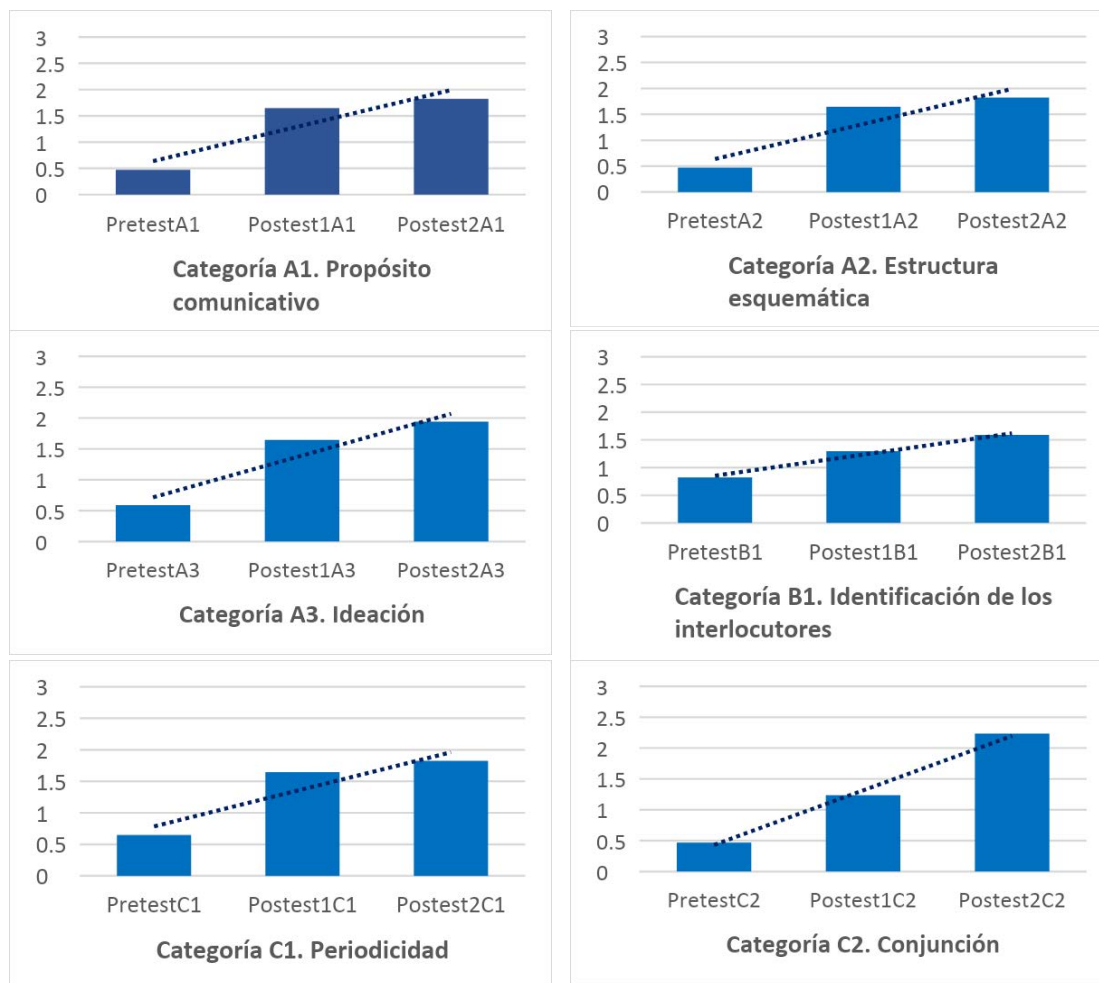 3
2.5
2
1.5
1
0.5
0
PretestA1 Postest1A1 Postest2A1
Categoría A1. Propósito
comunicativo
3
2.5
2
1.5
1
0.5
0
PretestA2 Postest1A2 Postest2A2
Categoría A2. Estructura
esquemática
3
2.5
2
1.5
1
0.5
0
PretestA3 Postest1A3 Postest2A3
Categoría A3. Ideación
3
2.5
2
1.5
1
0.5
0
PretestB1 Postest1B1 Postest2B1
Categoría B1. Identificación de los
interlocutores
3
2.5
2
1.5
1
0.5
0
PretestC1 Postest1C1 Postest2C1
Categoría C1. Periodicidad
3
2.5
2
1.5
1
0.5
0
PretestC2 Postest1C2 Postest2C2
Categoría C2. Conjunción